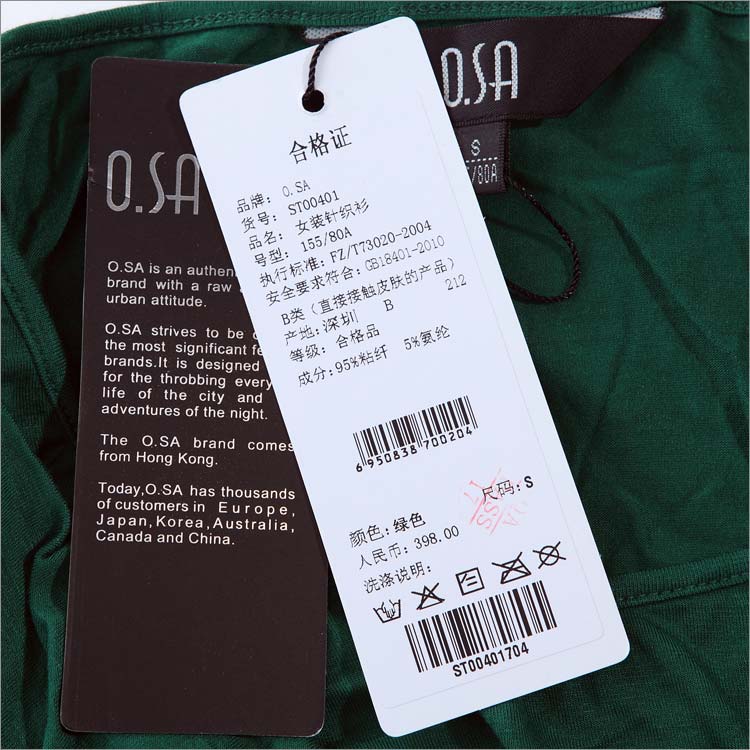 O.SA
S
/80A
O.SA
O.SA is an authen
brand with a raw
urban attitude.
O.SA strives to be
the most significant fe
brands.It is designed
for the throbbing every
life of the city and
adventures of the night.
The O.SA brand comes
from Hong Kong.
Today,O.SA has thousands
of customers in Europe,
Japan,Korea,Australia,
Canada and China.
合格证
品牌: O.SA
货号: ST00401
品名: 女装针织衫
号型: 155/80A
执行标准: FZ/T73020-2004
安全要求符合: GB18401-2010
B类(直接接触皮肤的产品)
产地: 深圳 B 212
等级: 合格品
成分: 95%粘纤 5%氨纶
6 950838 700204
尺码: S
颜色: 绿色
人民币: 398.00
洗涤说明:
ST00401704